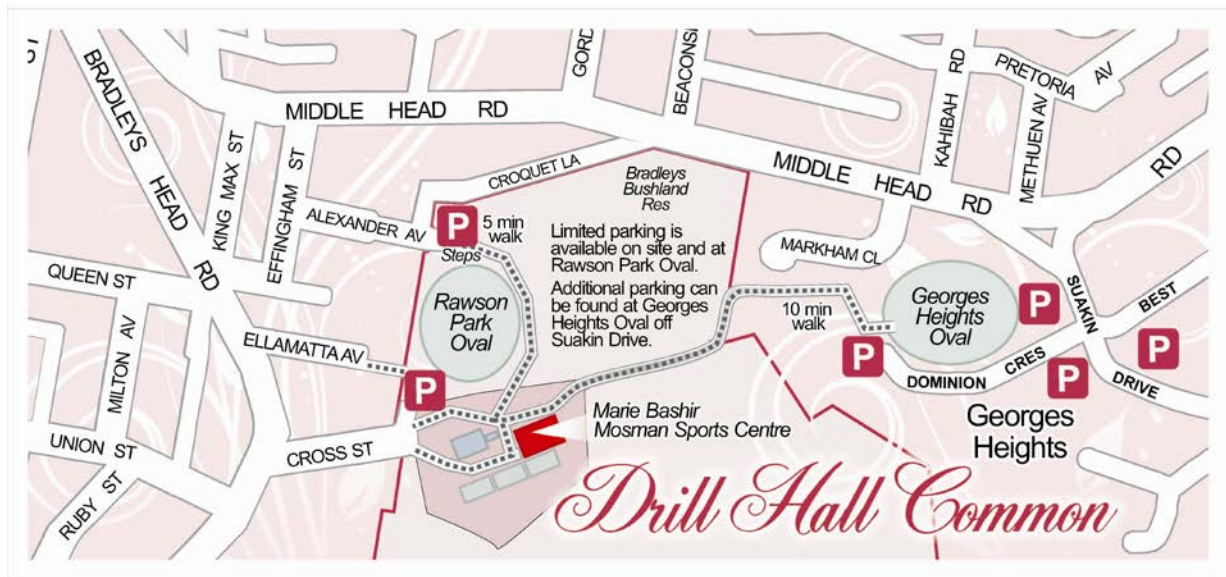 ST
BRADLEYS HEAD RD
MIDDLE HEAD RD
KING MAX ST
EFFINGHAM ST
CROQUET LA
ALEXANDER AV
P
5 min
walk
Steps
Bradleys
Bushland
Res
Limited parking is
available on site and at
Rawson Park Oval.
Additional parking can
be found at Georges
Heights Oval off
Suakin Drive.
MIDDLE HEAD RD
KAHIBAH RD
PRETORIA AV
METHUEN AV
RD
MARKHAM CL
QUEEN ST
MILTON AV
Rawson
Park
Oval
ELLAMATTA AV
P
10 min
walk
Georges
Heights
Oval
P
SUAKIN
DRIVE
BEST
P
P
P
DOMINION CRES
Georges
Heights
UNION ST
RUBY ST
CROSS ST
Marie Bashir
Mosman Sports Centre
Drill Hall Common